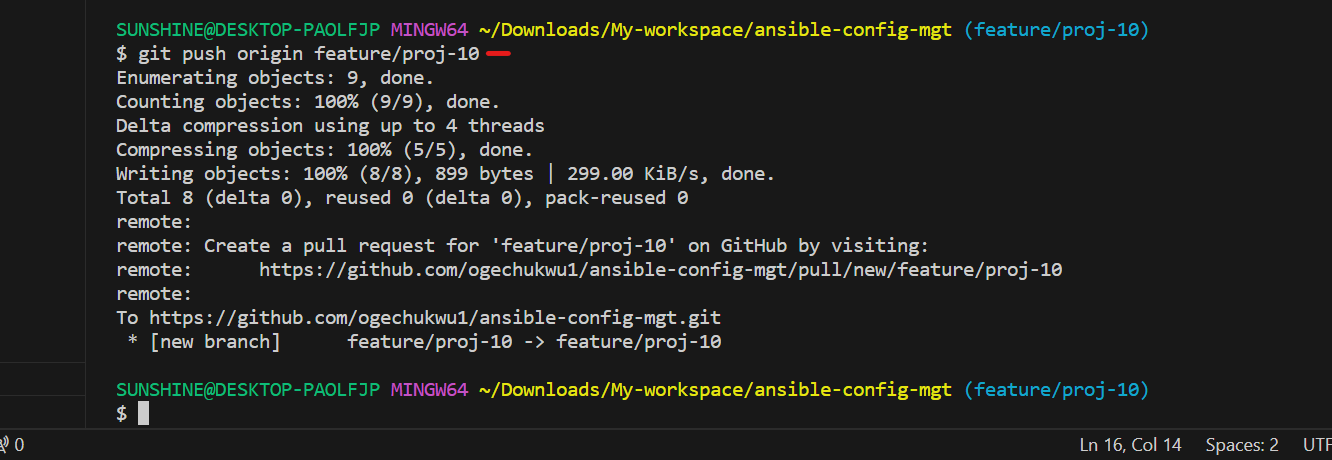 SUNSHINE@DESKTOP-PAOLFJP MINGW64 ~/Downloads/My-workspace/ansible-config-mgt (feature/proj-10)
$ git push origin feature/proj-10
Enumerating objects: 9, done.
Counting objects: 100% (9/9), done.
Delta compression using up to 4 threads
Compressing objects: 100% (5/5), done.
Writing objects: 100% (8/8), 899 bytes | 299.00 KiB/s, done.
Total 8 (delta 0), reused 0 (delta 0), pack-reused 0
remote:
remote: Create a pull request for 'feature/proj-10' on GitHub by visiting:
remote:      https://github.com/ogechukwu1/ansible-config-mgt/pull/new/feature/proj-10
remote:
To https://github.com/ogechukwu1/ansible-config-mgt.git
 * [new branch]      feature/proj-10 -> feature/proj-10
SUNSHINE@DESKTOP-PAOLFJP MINGW64 ~/Downloads/My-workspace/ansible-config-mgt (feature/proj-10)
$
0 Ln 16, Col 14 Spaces: 2 UTF